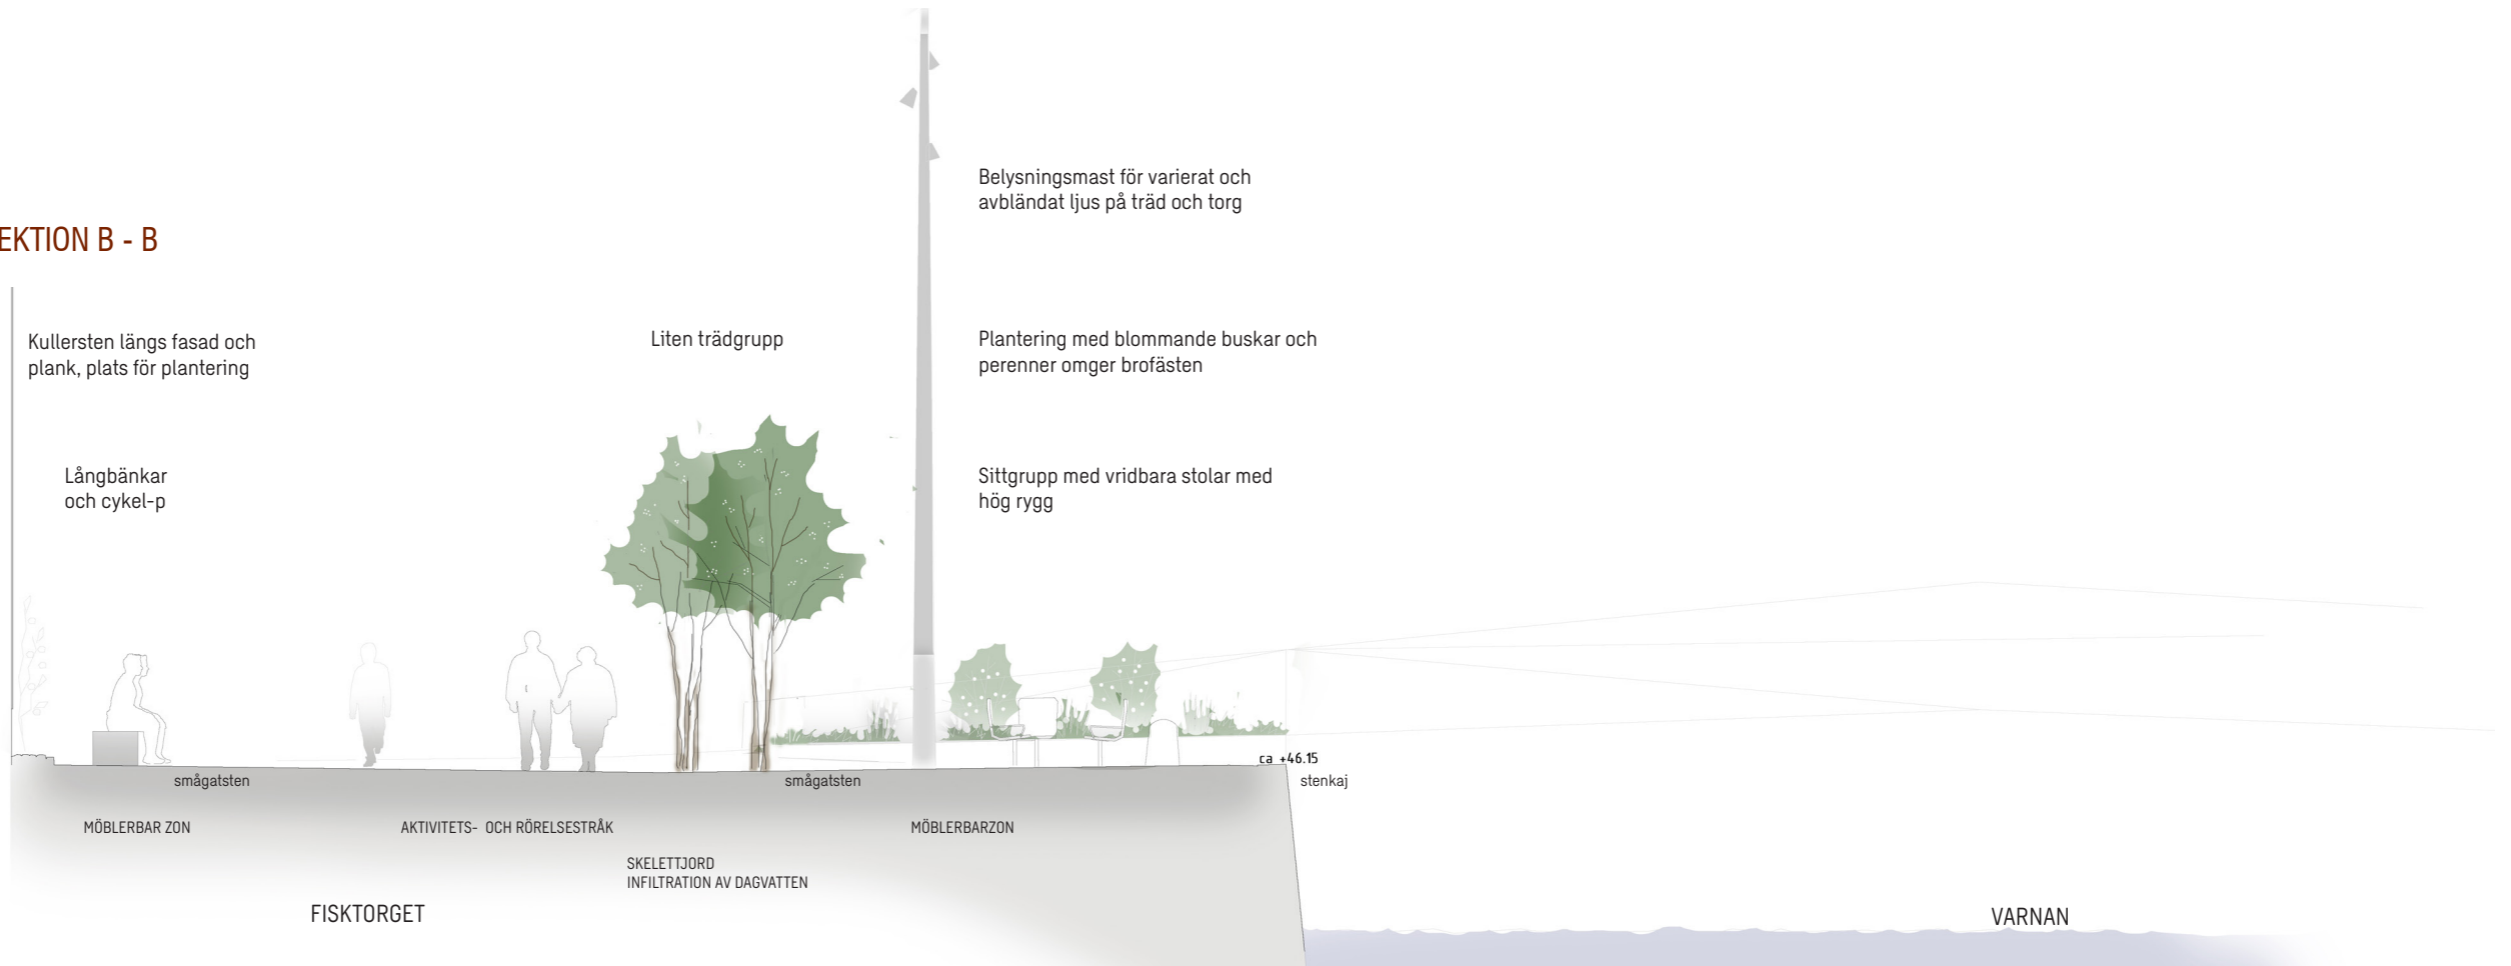 EKTION B - B
Belysningsmast för varierat och
avbländat ljus på träd och torg
Kullersten längs fasad och
plank, plats för plantering
Liten trädgrupp
Plantering med blommande buskar och
perenner omger brofästen
Långbänkar
och cykel-p
Sittgrupp med vridbara stolar med
hög rygg
ca +46.15
smågatsten
smågatsten
stenkaj
MÖBLERBAR ZON
AKTIVITETS- OCH RÖRELSESTRÅK
MÖBLERBARZON
SKELETTJORD
INFILTRATION AV DAGVATTEN
FISKTORGET
VARNAN